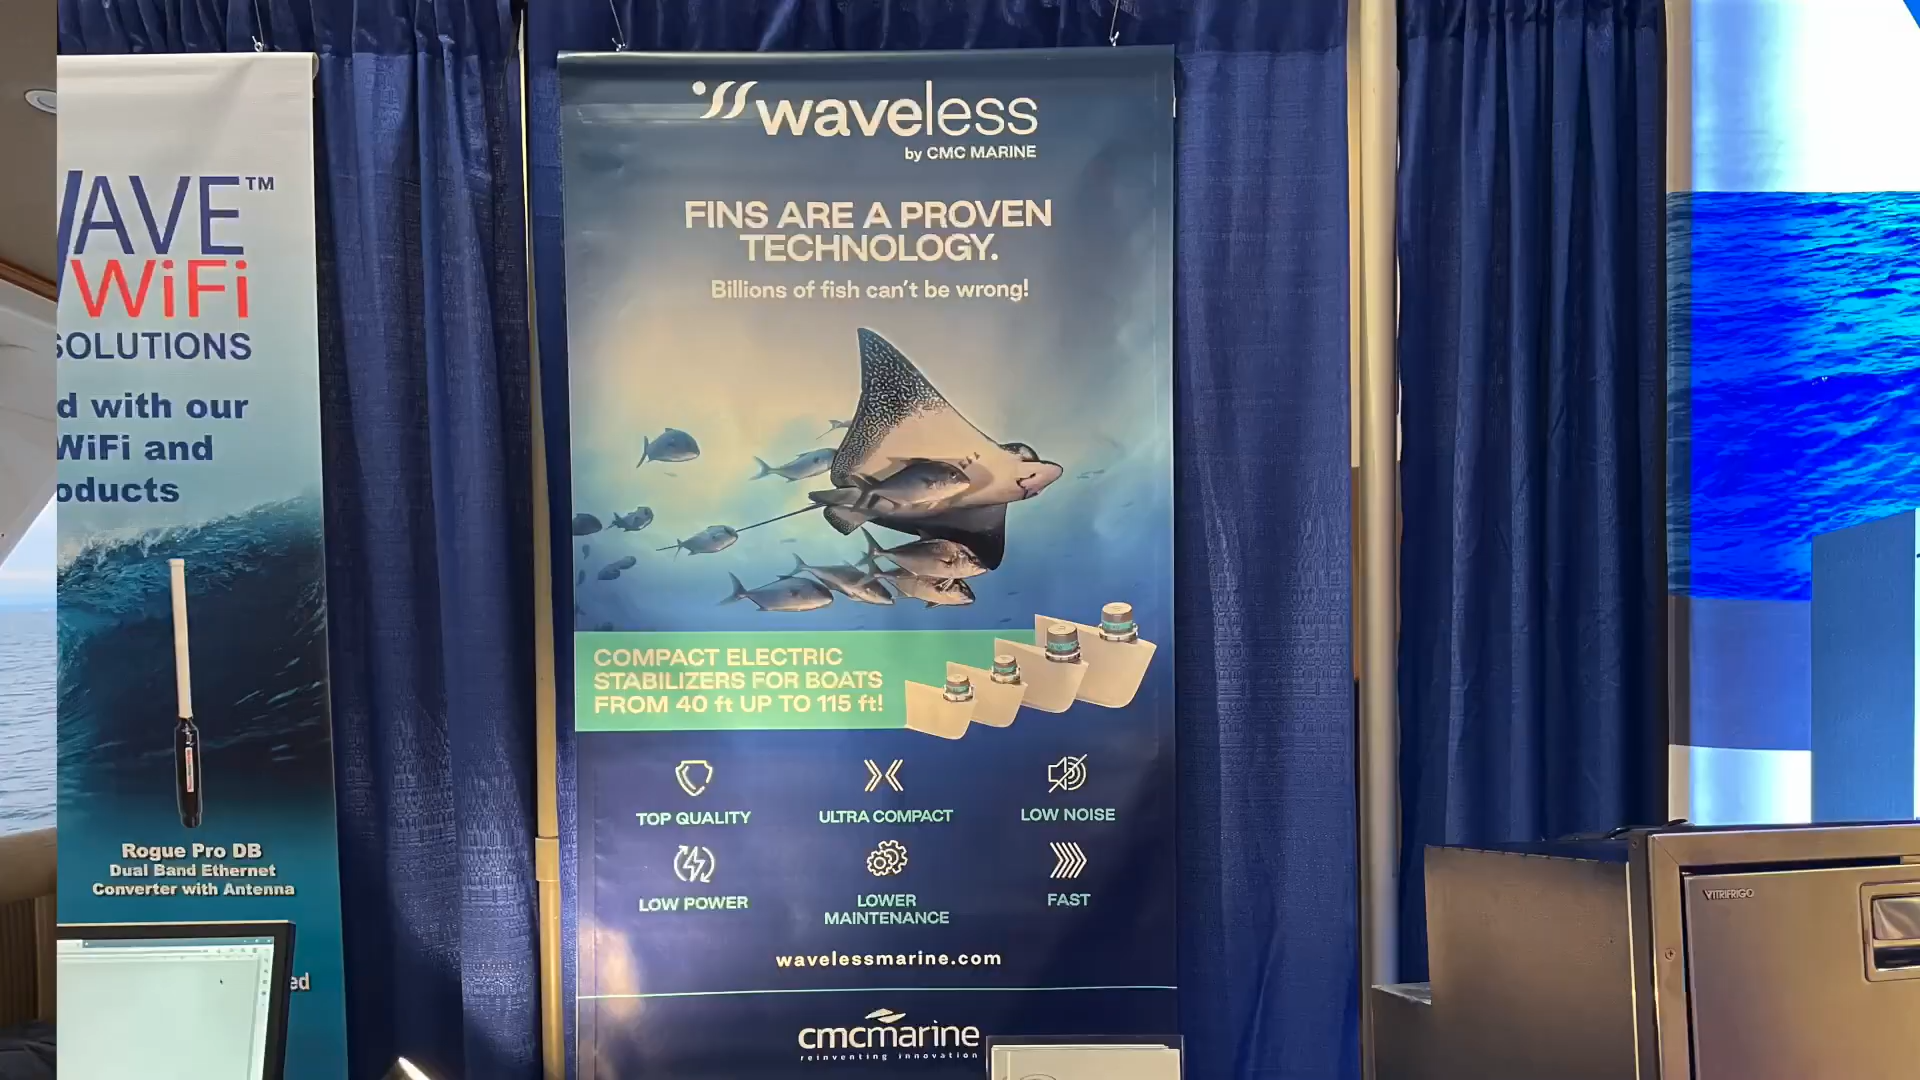 AVE™
WiFi
SOLUTIONS
d with our
WiFi and
oducts
Rogue Pro DB
Dual Band Ethernet
Converter with Antenna
ed
waveless
by CMC MARINE
FINS ARE A PROVEN
TECHNOLOGY.
Billions of fish can't be wrong!
COMPACT ELECTRIC
STABILIZERS FOR BOATS
FROM 40 ft UP TO 115 ft!
TOP QUALITY
ULTRA COMPACT
LOW NOISE
LOW POWER
LOWER
MAINTENANCE
FAST
wavelessmarine.com
cmcmarine
reinventing innovation
VITRIFRIGO